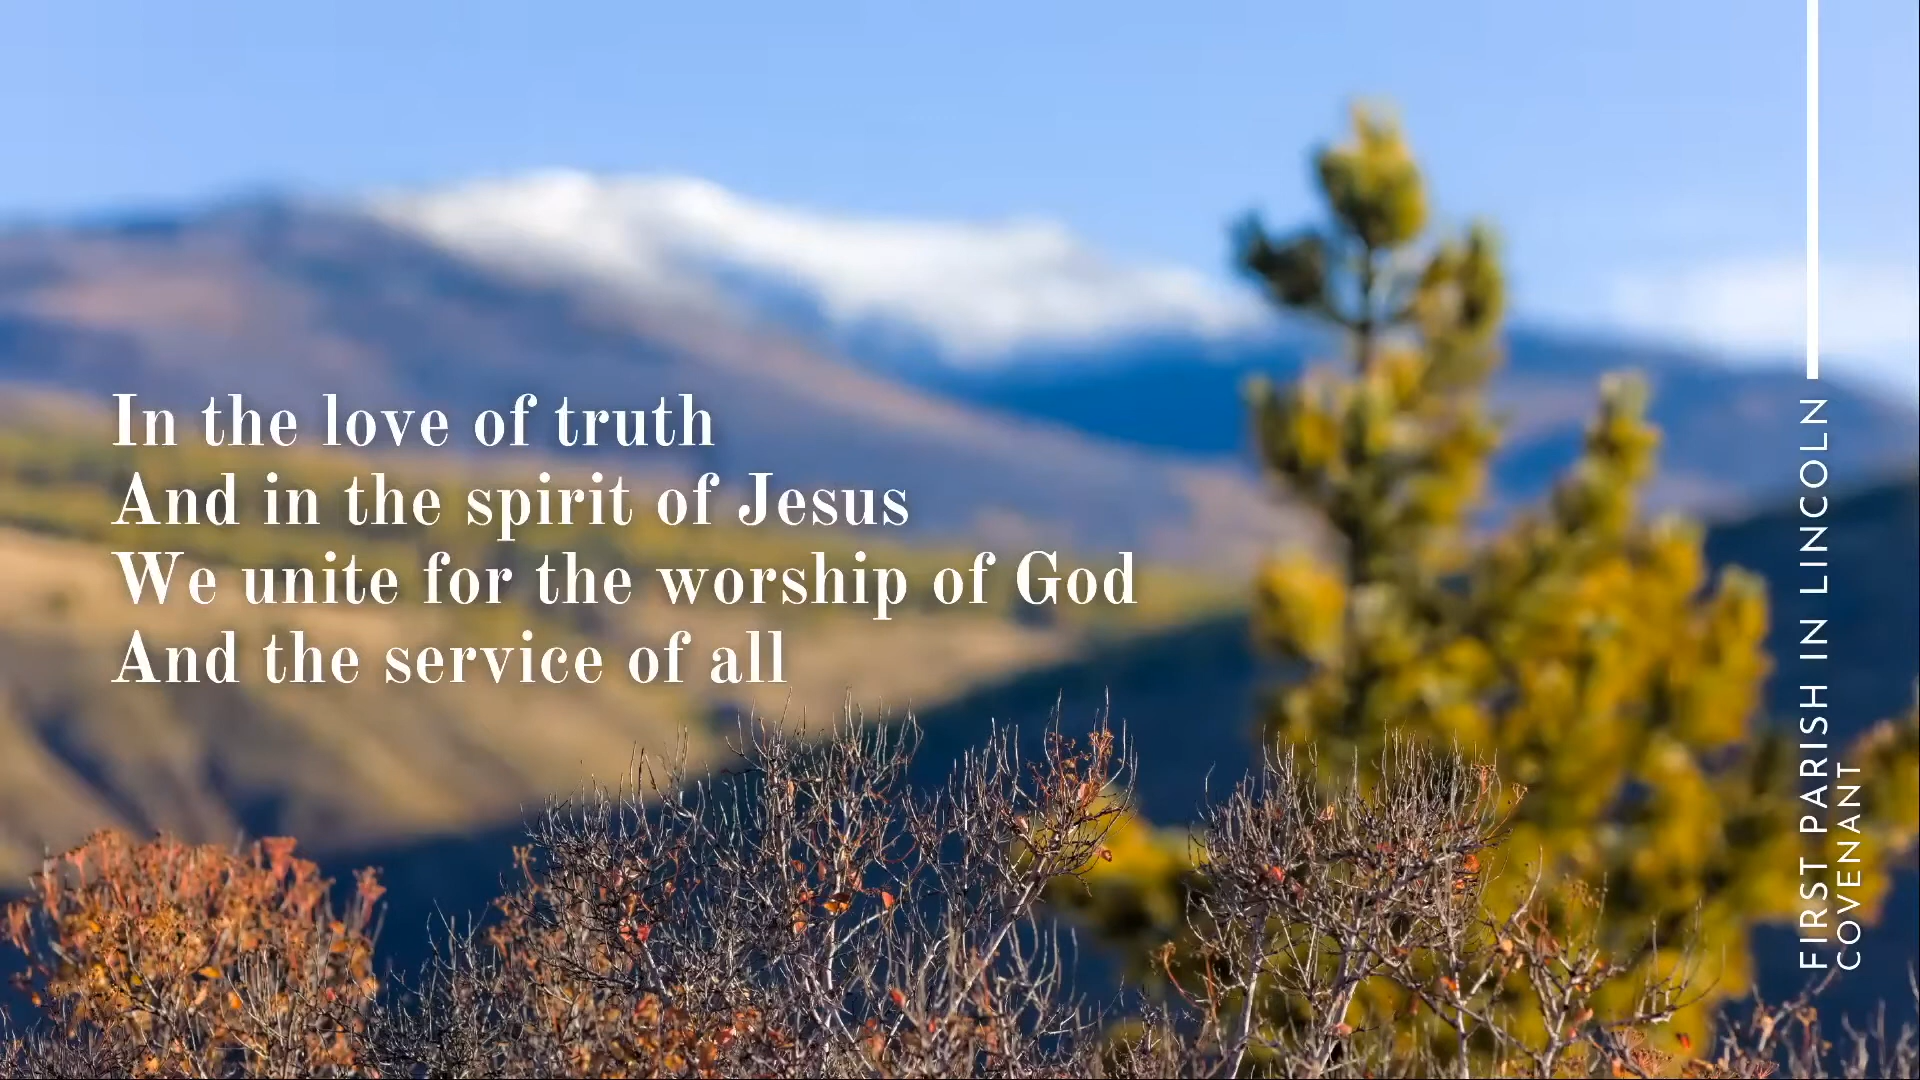 In the love of truth
And in the spirit of Jesus
We unite for the worship of God
And the service of all
FIRST PARISH IN LINCOLN
COVENANT